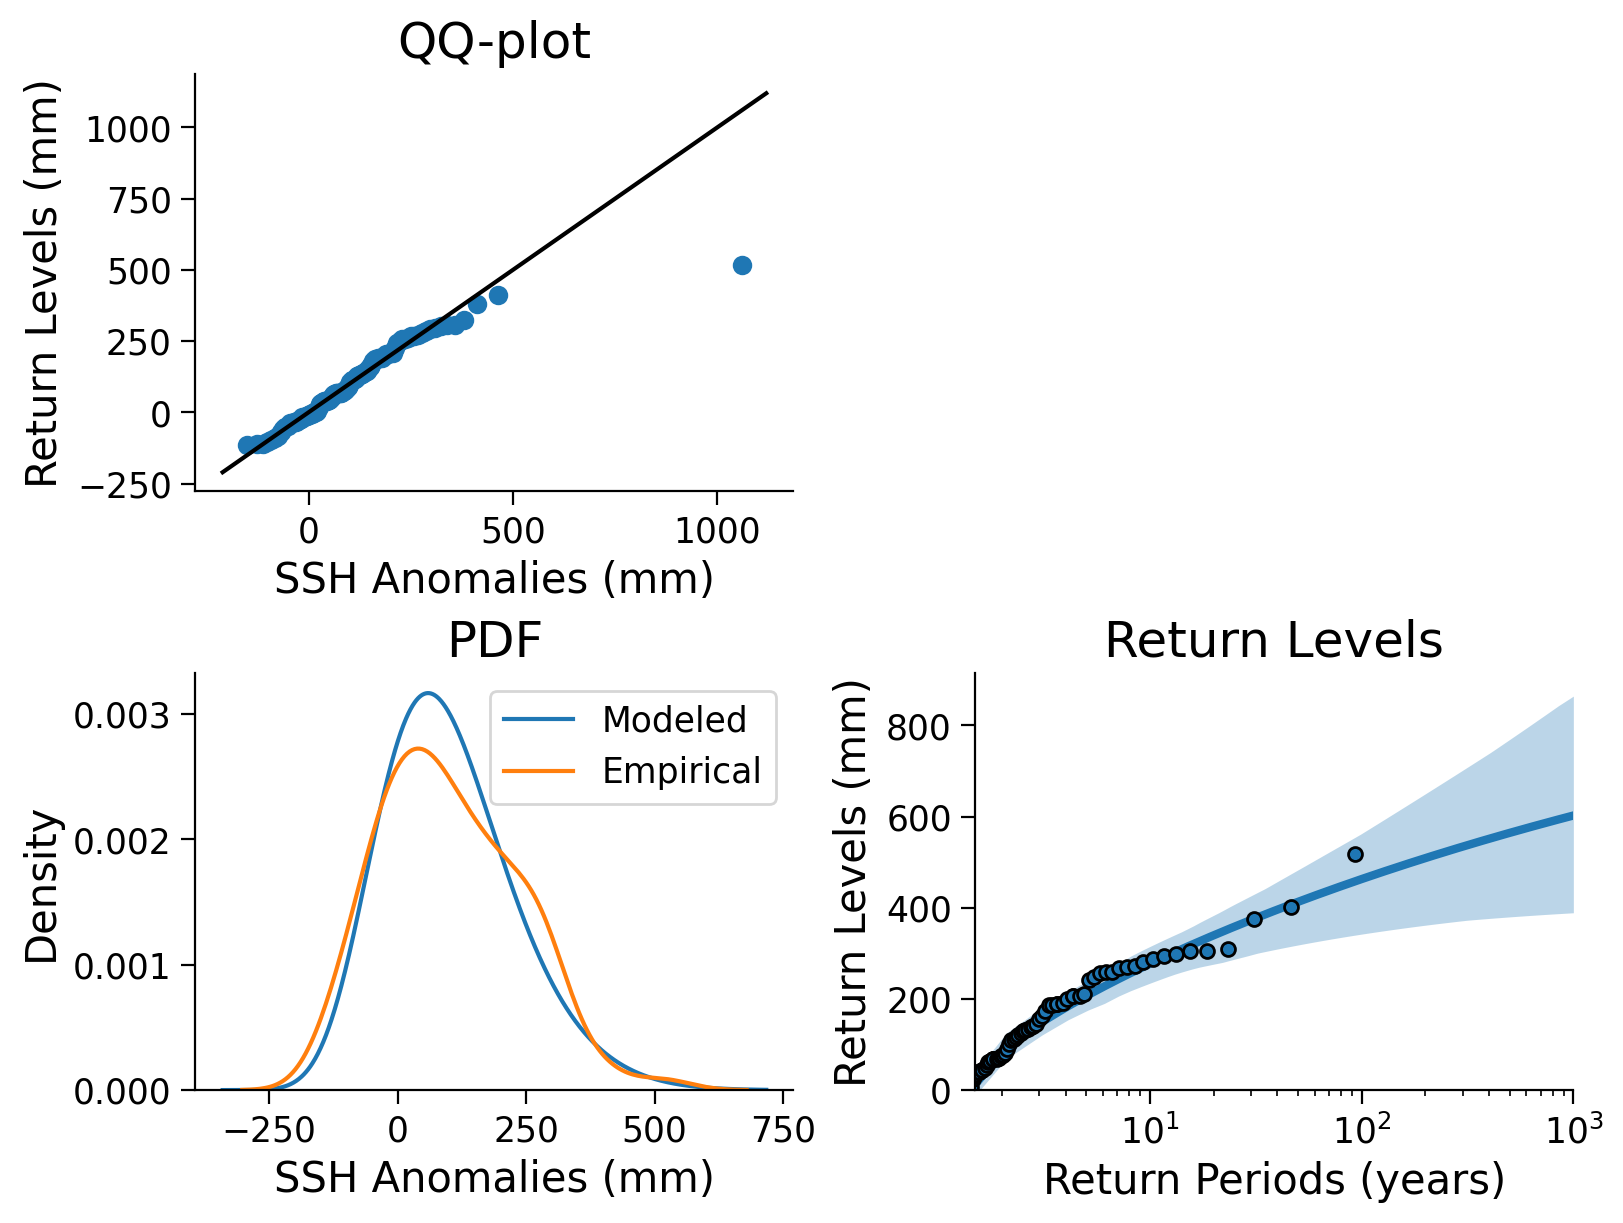 QQ-plot
Return Levels (mm)
1000
750
500
250
0
−250
0 500 1000
SSH Anomalies (mm)
PDF
Density
0.003
0.002
0.001
0.000
Modeled
Empirical
−250 0 250 500 750
SSH Anomalies (mm)
Return Levels
Return Levels (mm)
800
600
400
200
0
10¹ 10² 10³
Return Periods (years)